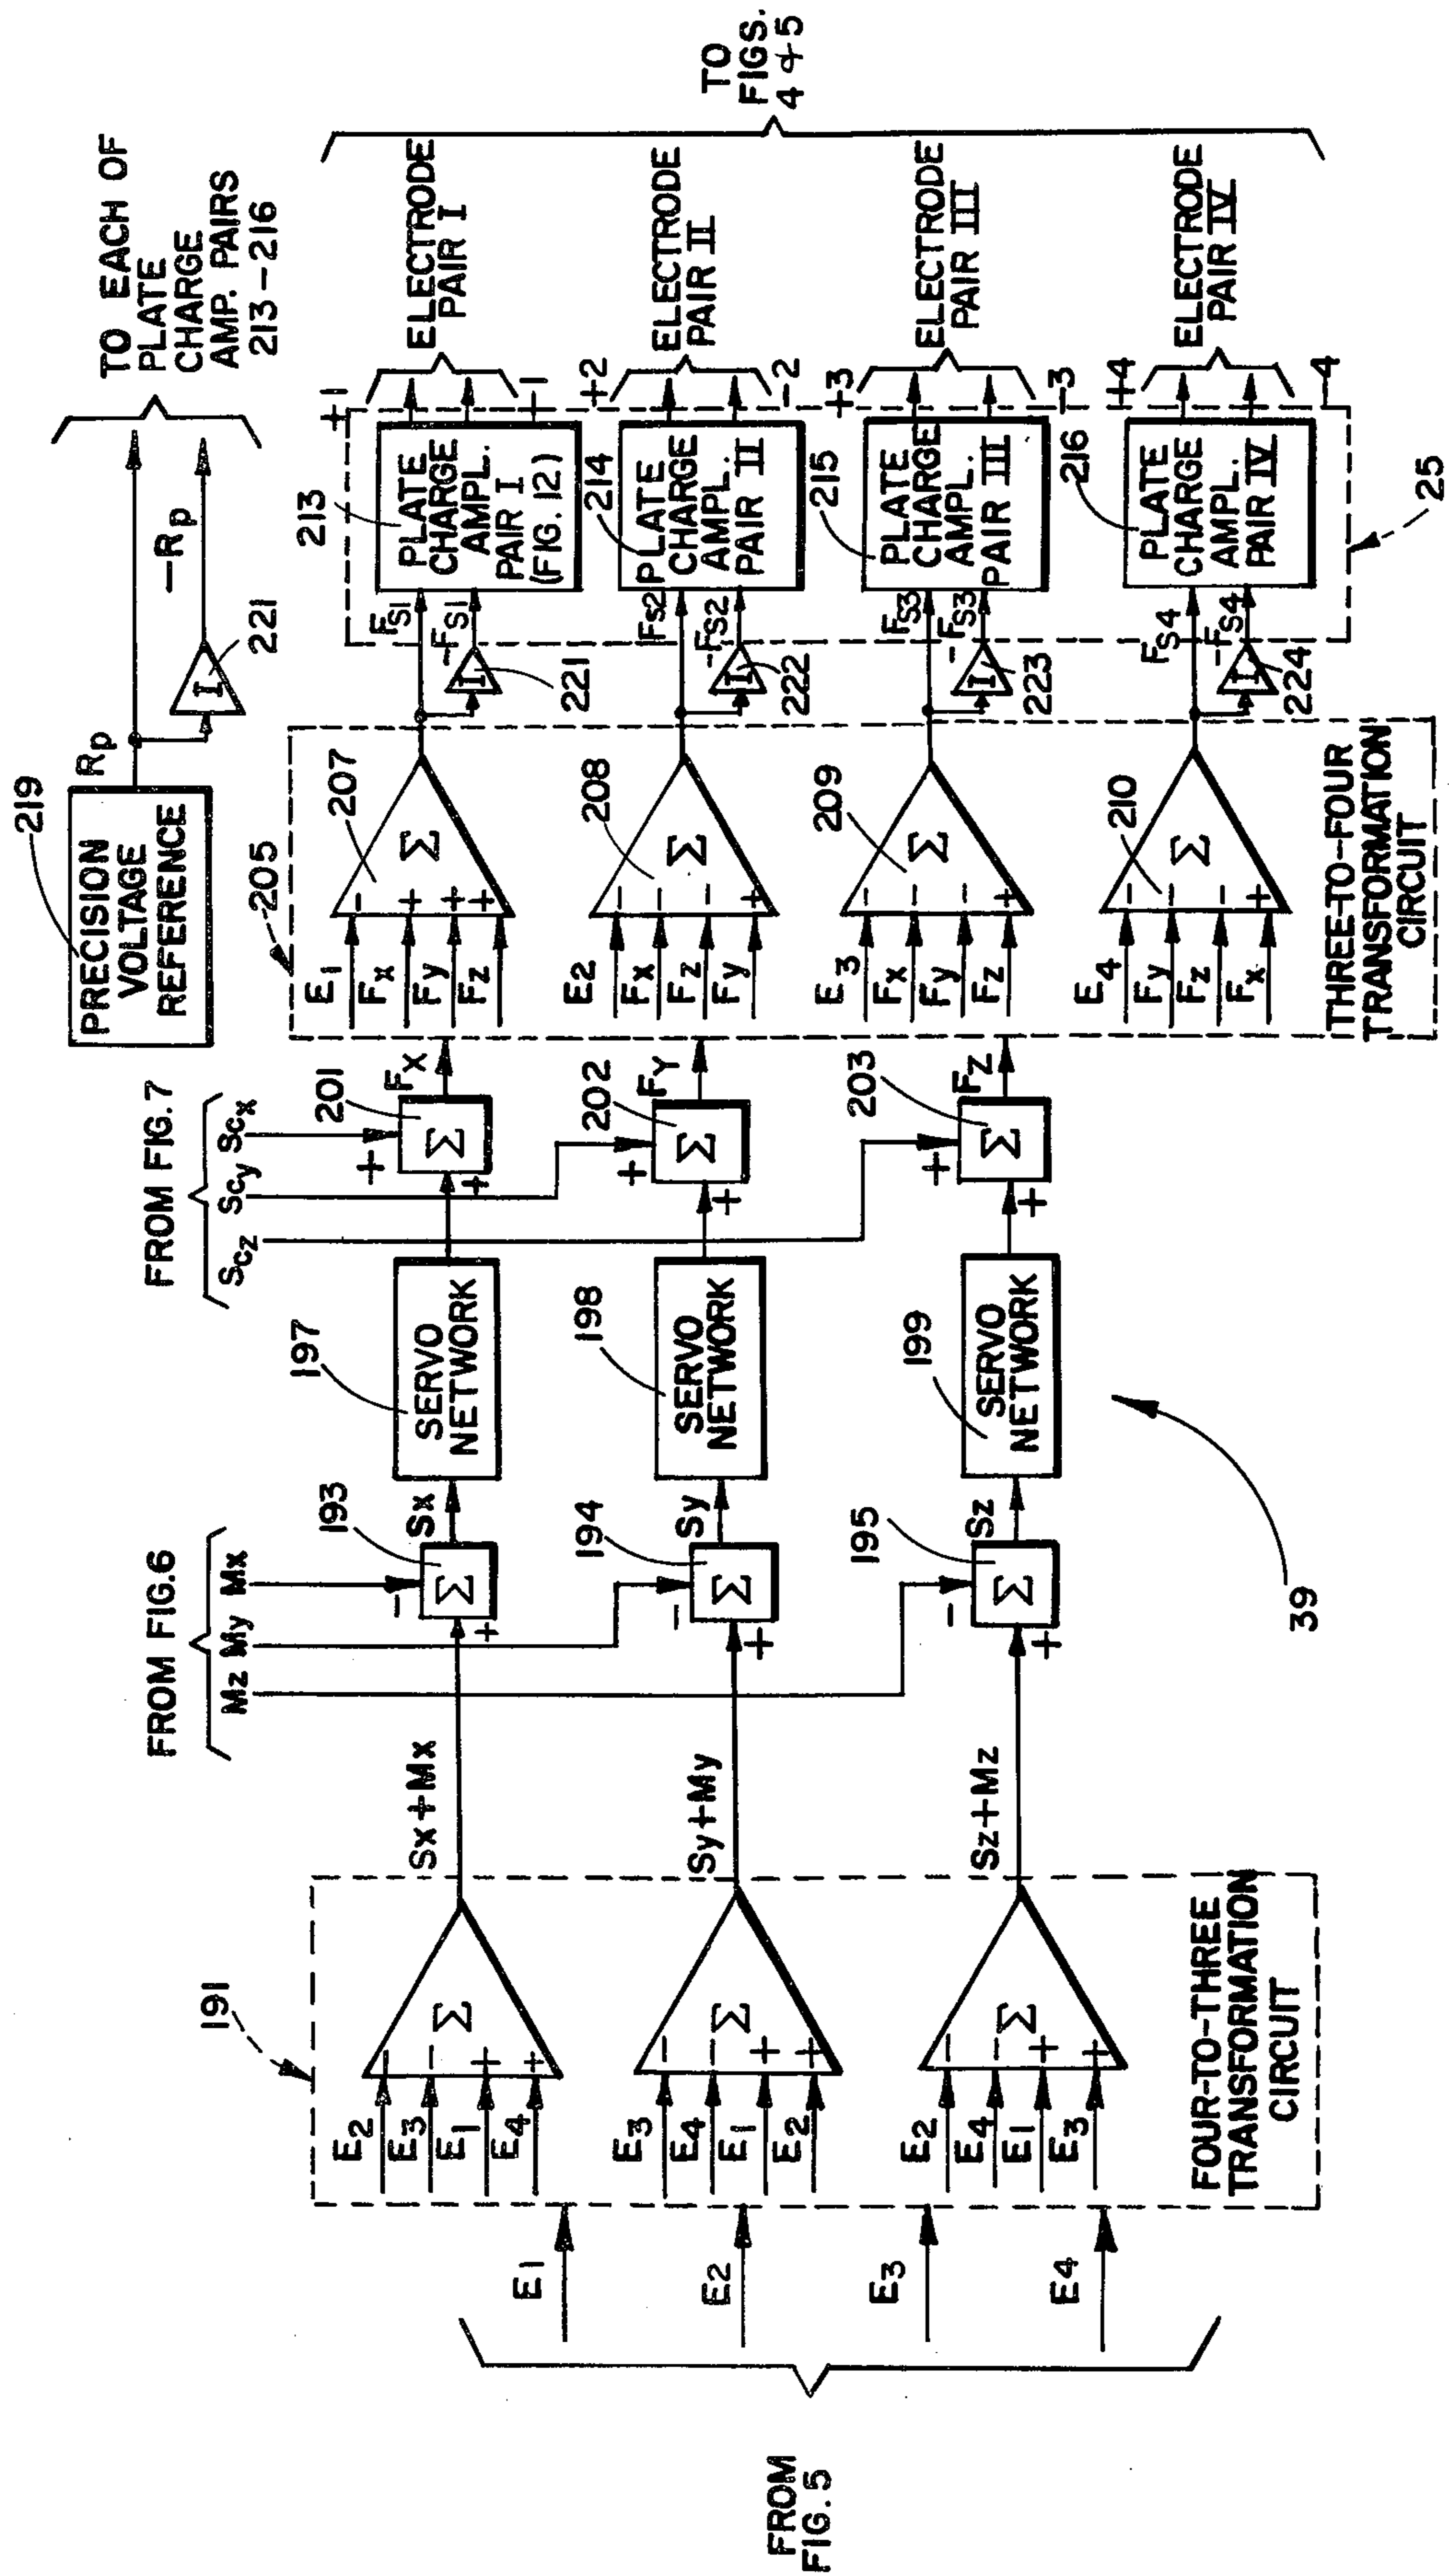 FROM
FIG. 5
E1
E2
E3
E4
191
E2
E3
E1
E4
Σ
- - + +
Sx+Mx
E3
E4
E1
E2
Σ
- - + +
Sy+My
E2
E4
E1
E3
Σ
- - + +
Sz+Mz
FOUR-TO-THREE
TRANSFORMATION
CIRCUIT
FROM FIG.6
Mz My Mx
193
Σ
-
+
Sx
194
Σ
-
+
Sy
195
Σ
-
+
Sz
197
SERVO
NETWORK
198
SERVO
NETWORK
199
SERVO
NETWORK
39
FROM FIG.7
Scz Scy Scx
201
Σ
+
+
Fx
202
Σ
+
+
FY
203
Σ
+
+
FZ
205
E1
Fx
Fy
Fz
- + + +
Σ
207
E2
Fx
Fz
Fy
- - - +
Σ
208
E3
Fx
Fy
Fz
- - - +
Σ
209
E4
Fy
Fz
Fx
- - - +
Σ
210
THREE-TO-FOUR
TRANSFORMATION
CIRCUIT
219
PRECISION
VOLTAGE
REFERENCE
Rp
I
221
-Rp
TO EACH OF
PLATE
CHARGE
AMP. PAIRS
213-216
I
221
FS1
-FS1
213
PLATE
CHARGE
AMPL.
PAIR I
(FIG. 12)
+1
-1
ELECTRODE
PAIR I
I
222
FS2
-FS2
214
PLATE
CHARGE
AMPL.
PAIR II
+2
-2
ELECTRODE
PAIR II
I
223
FS3
-FS3
215
PLATE
CHARGE
AMPL.
PAIR III
+3
-3
ELECTRODE
PAIR III
I
224
FS4
-FS4
216
PLATE
CHARGE
AMPL.
PAIR IV
+4
-4
ELECTRODE
PAIR IV
25
TO
FIGS.
4 & 5